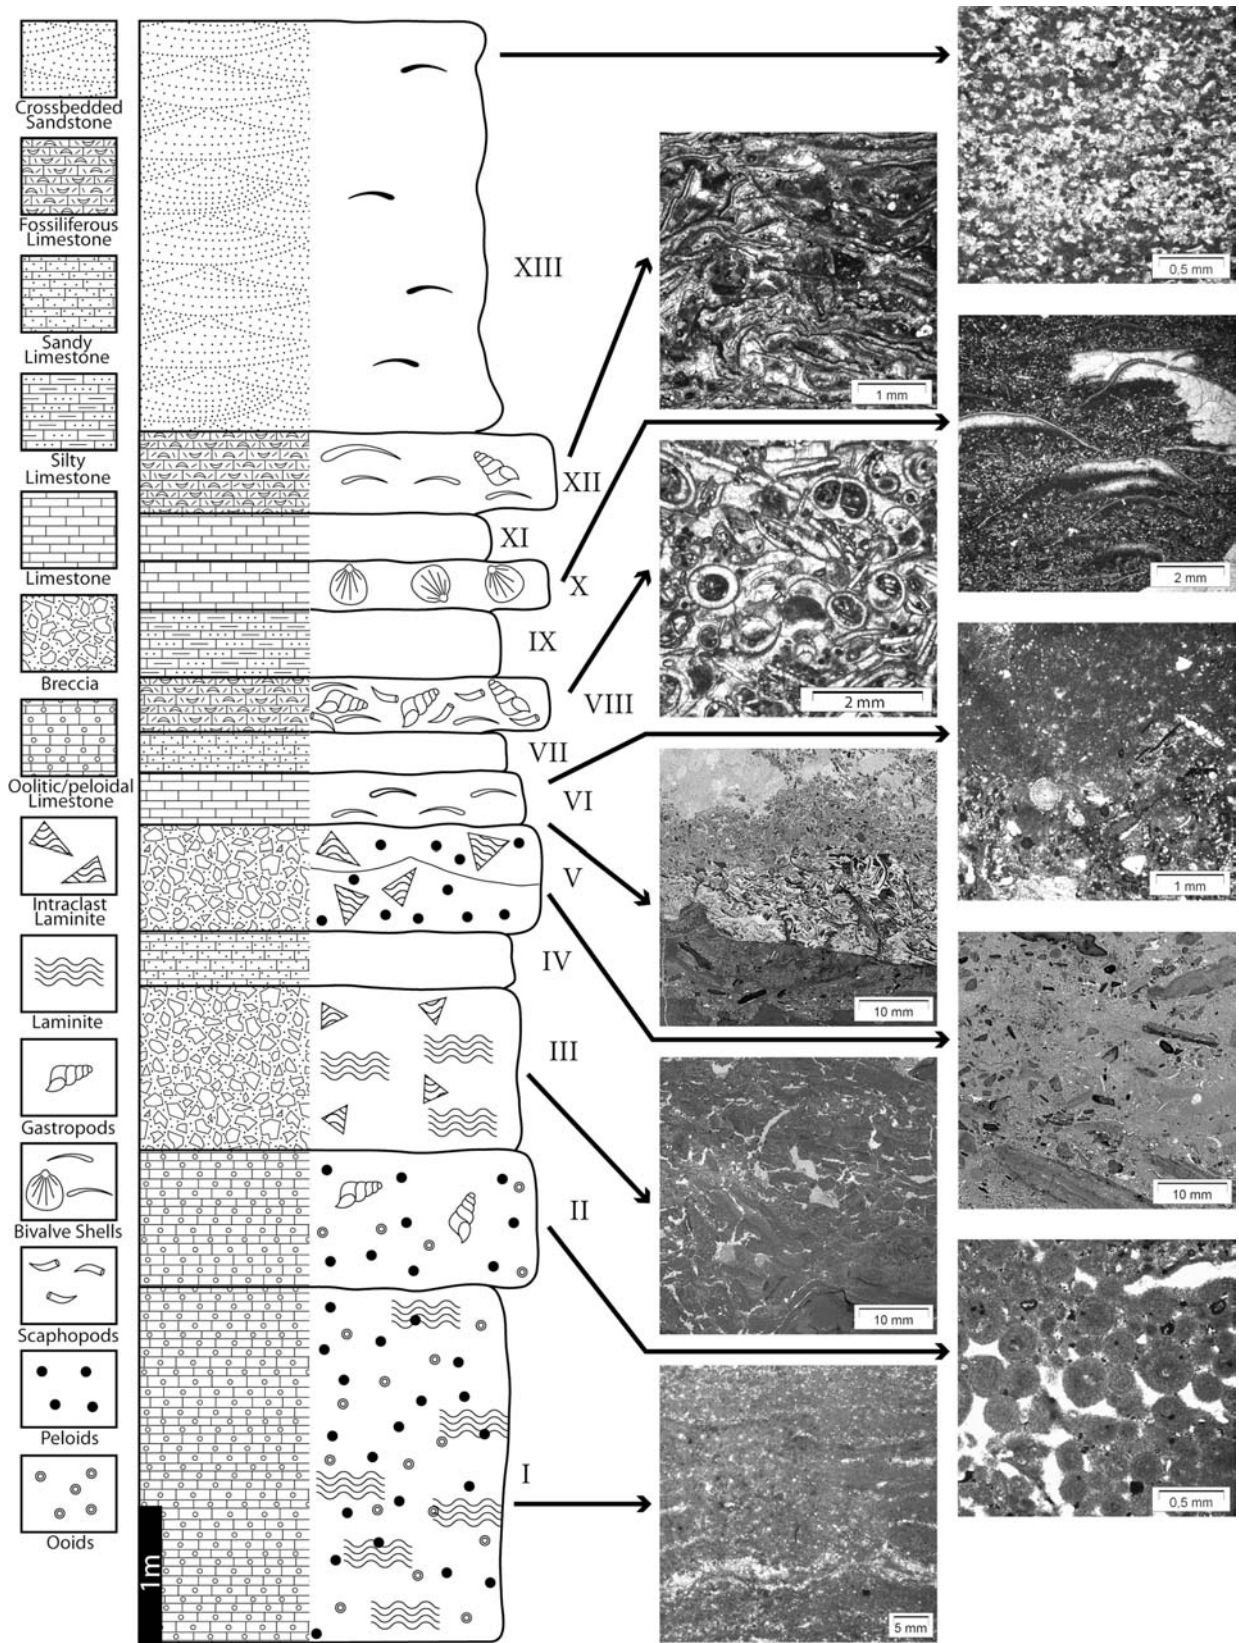 Crossbedded
Sandstone
Fossiliferous
Limestone
Sandy
Limestone
Silty
Limestone
Limestone
Breccia
Oolitic/peloidal
Limestone
Intraclast
Laminite
Laminite
Gastropods
Bivalve Shells
Scaphopods
Peloids
Ooids
1m
XIII
XII
XI
X
IX
VIII
VII
VI
V
IV
III
II
I
1 mm
2 mm
10 mm
10 mm
5 mm
0,5 mm
2 mm
1 mm
10 mm
0,5 mm